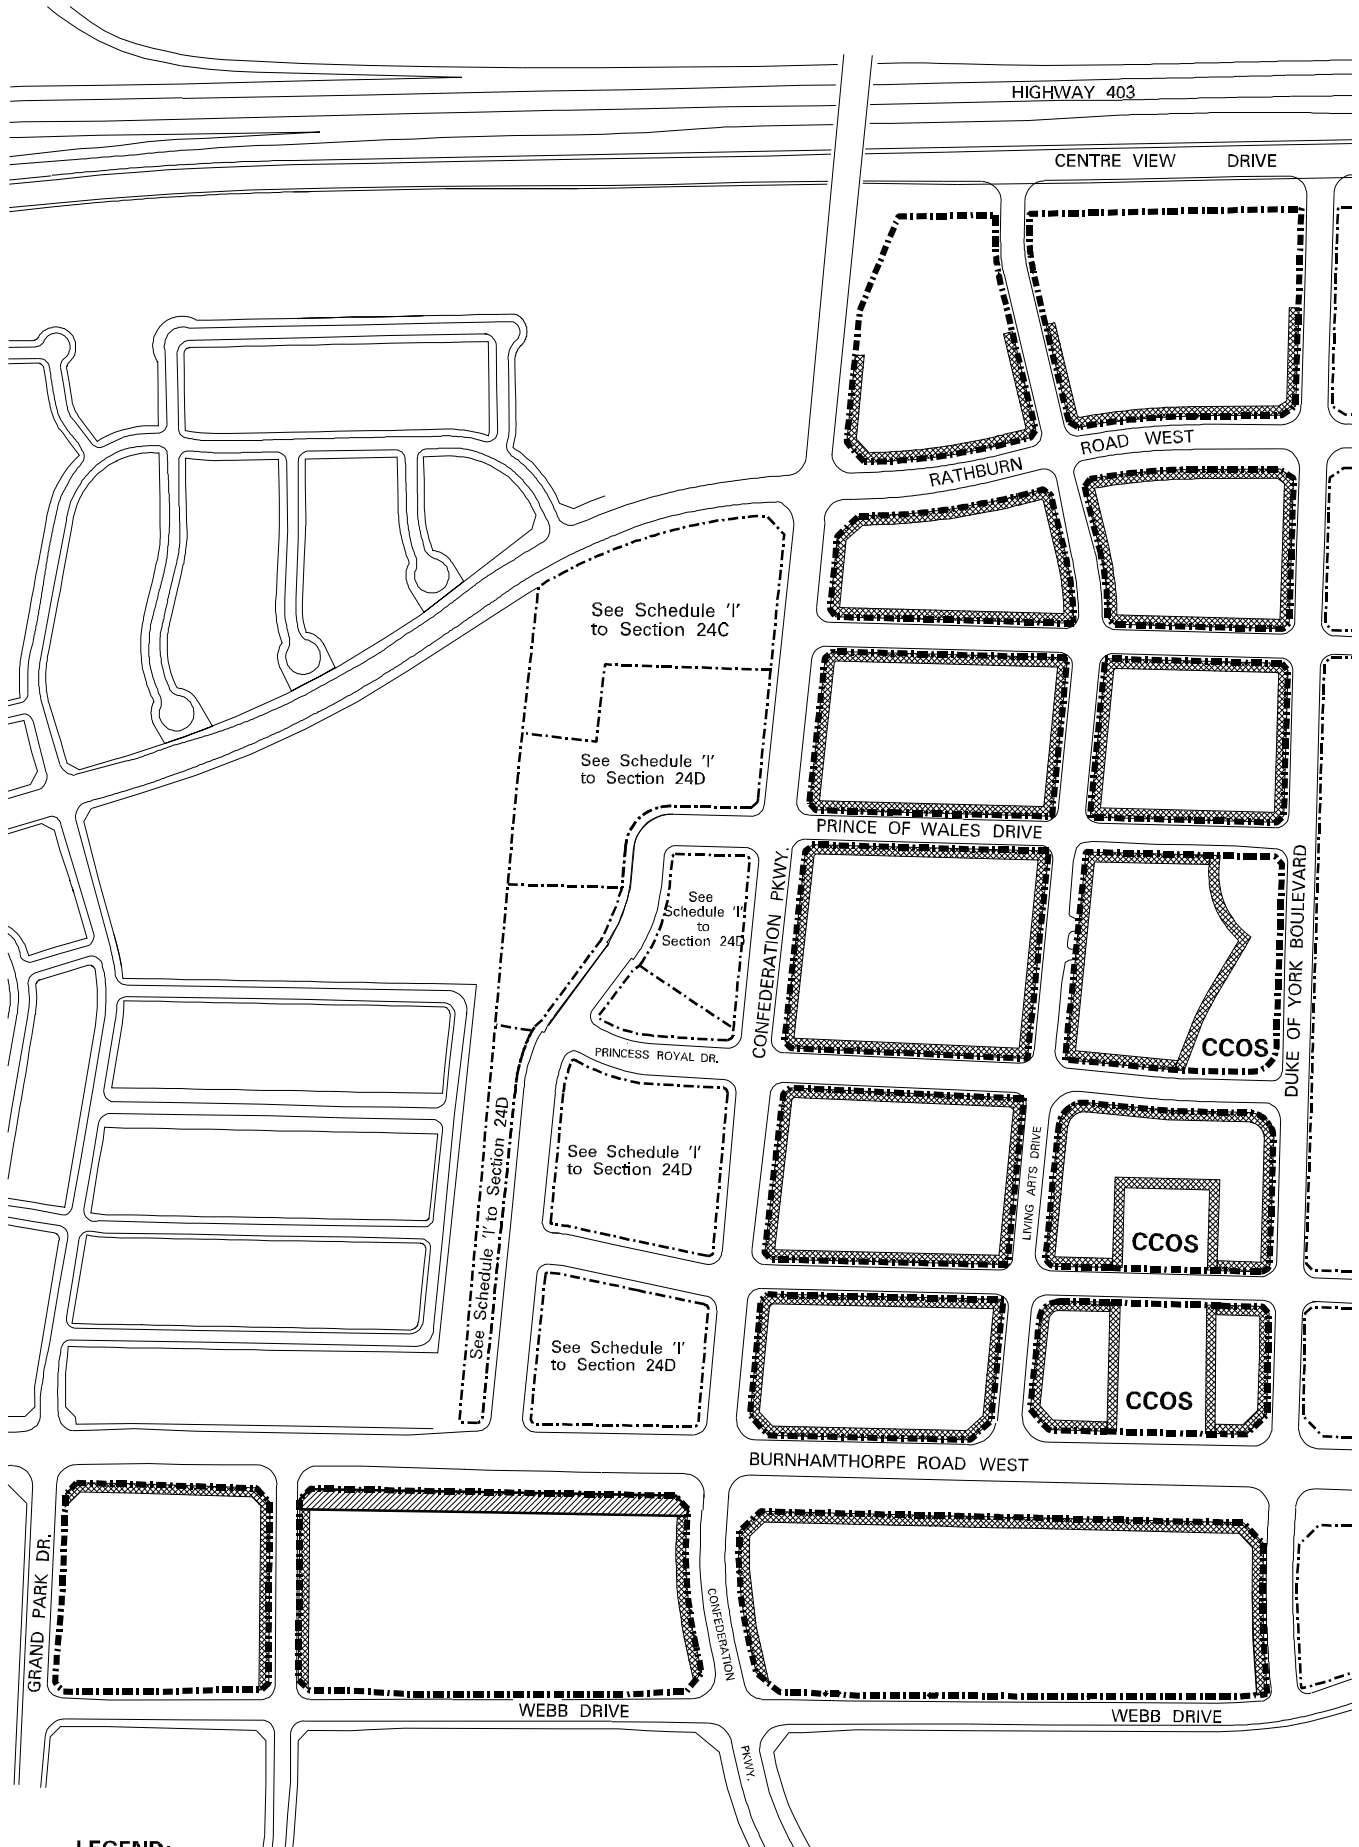 HIGHWAY 403
CENTRE VIEW DRIVE
ROAD WEST
RATHBURN
See Schedule 'I'
to Section 24C
See Schedule 'I'
to Section 24D
PRINCE OF WALES DRIVE
CONFEDERATION PKWY.
DUKE OF YORK BOULEVARD
See
Schedule 'I'
to
Section 24D
CCOS
PRINCESS ROYAL DR.
See Schedule 'I' to Section 24D
LIVING ARTS DRIVE
See Schedule 'I'
to Section 24D
CCOS
See Schedule 'I'
to Section 24D
CCOS
BURNHAMTHORPE ROAD WEST
GRAND PARK DR.
CONFEDERATION
WEBB DRIVE
WEBB DRIVE
PKWY.
LEGEND: